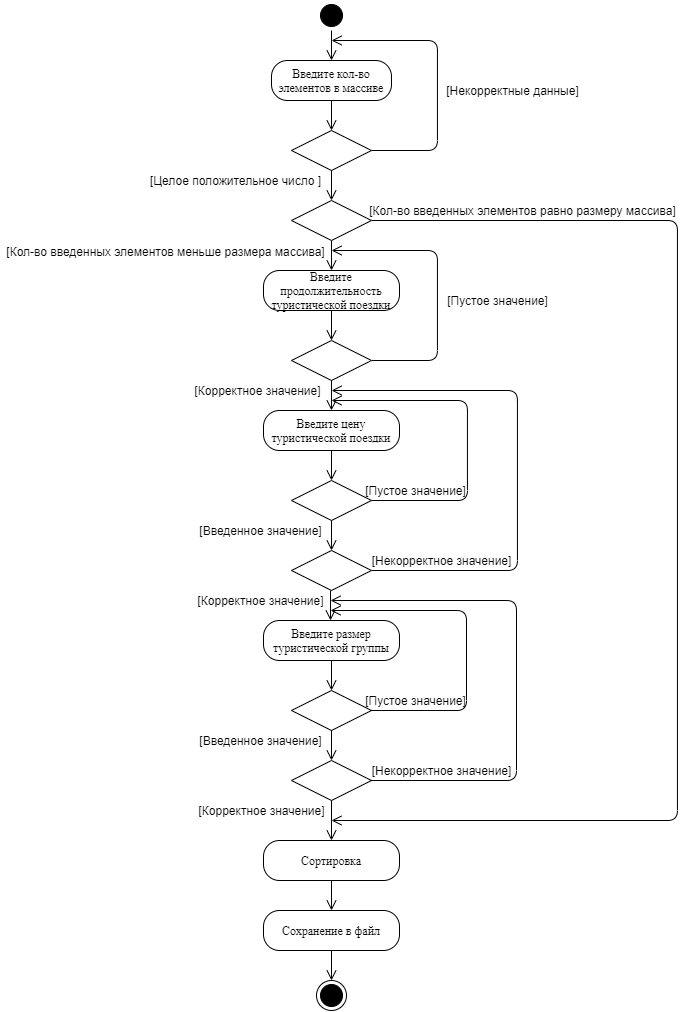 Введите кол-во
элементов в массиве
[Некорректные данные]
[Целое положительное число ]
[Кол-во введенных элементов равно размеру массива]
[Кол-во введенных элементов меньше размера массива]
Введите
продолжительность
туристической поездки
[Пустое значение]
[Корректное значение]
Введите цену
туристической поездки
[Пустое значение]
[Введенное значение]
[Некорректное значение]
[Корректное значение]
Введите размер
туристической группы
[Пустое значение]
[Введенное значение]
[Некорректное значение]
[Корректное значение]
Сортировка
Сохранение в файл